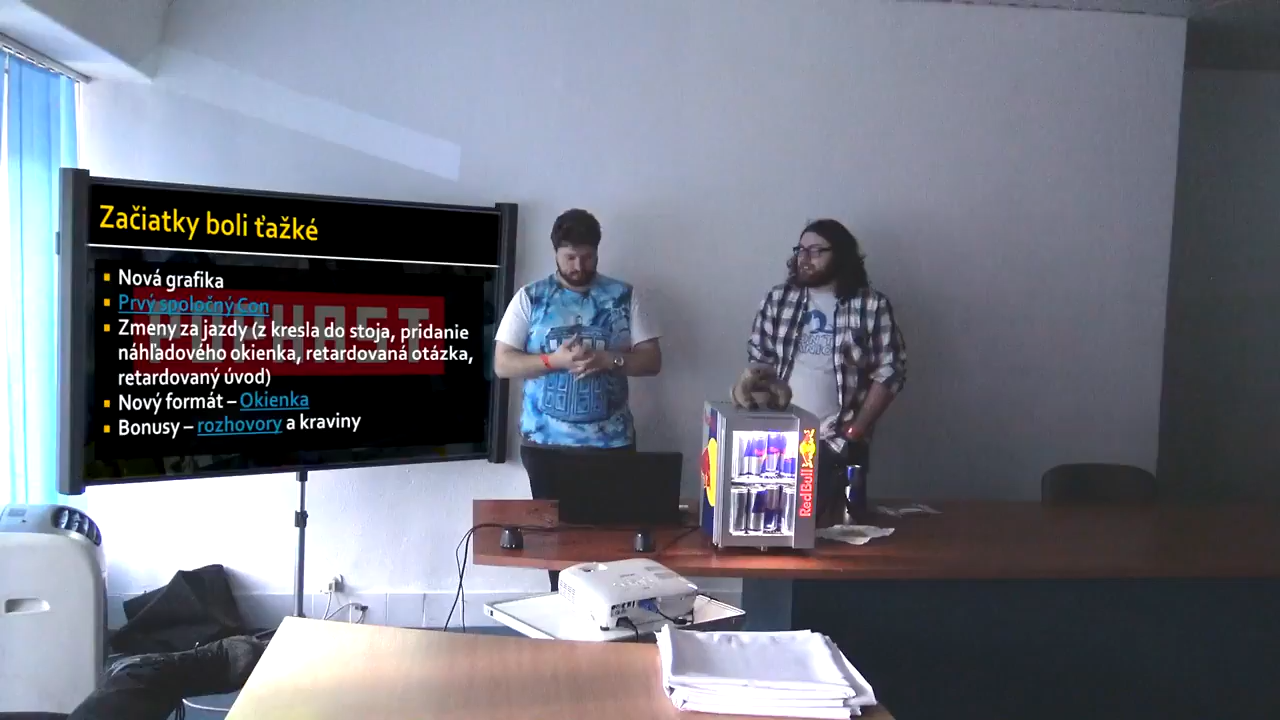 Začiatky boli ťažké
Nová grafika
Prvý spoločný Con
Zmeny za jazdy (z kresla do stoja, pridanie
náhľadového okienka, retardovaná otázka,
retardovaný úvod)
Nový formát – Okienka
Bonusy – rozhovory a kraviny
Red Bull